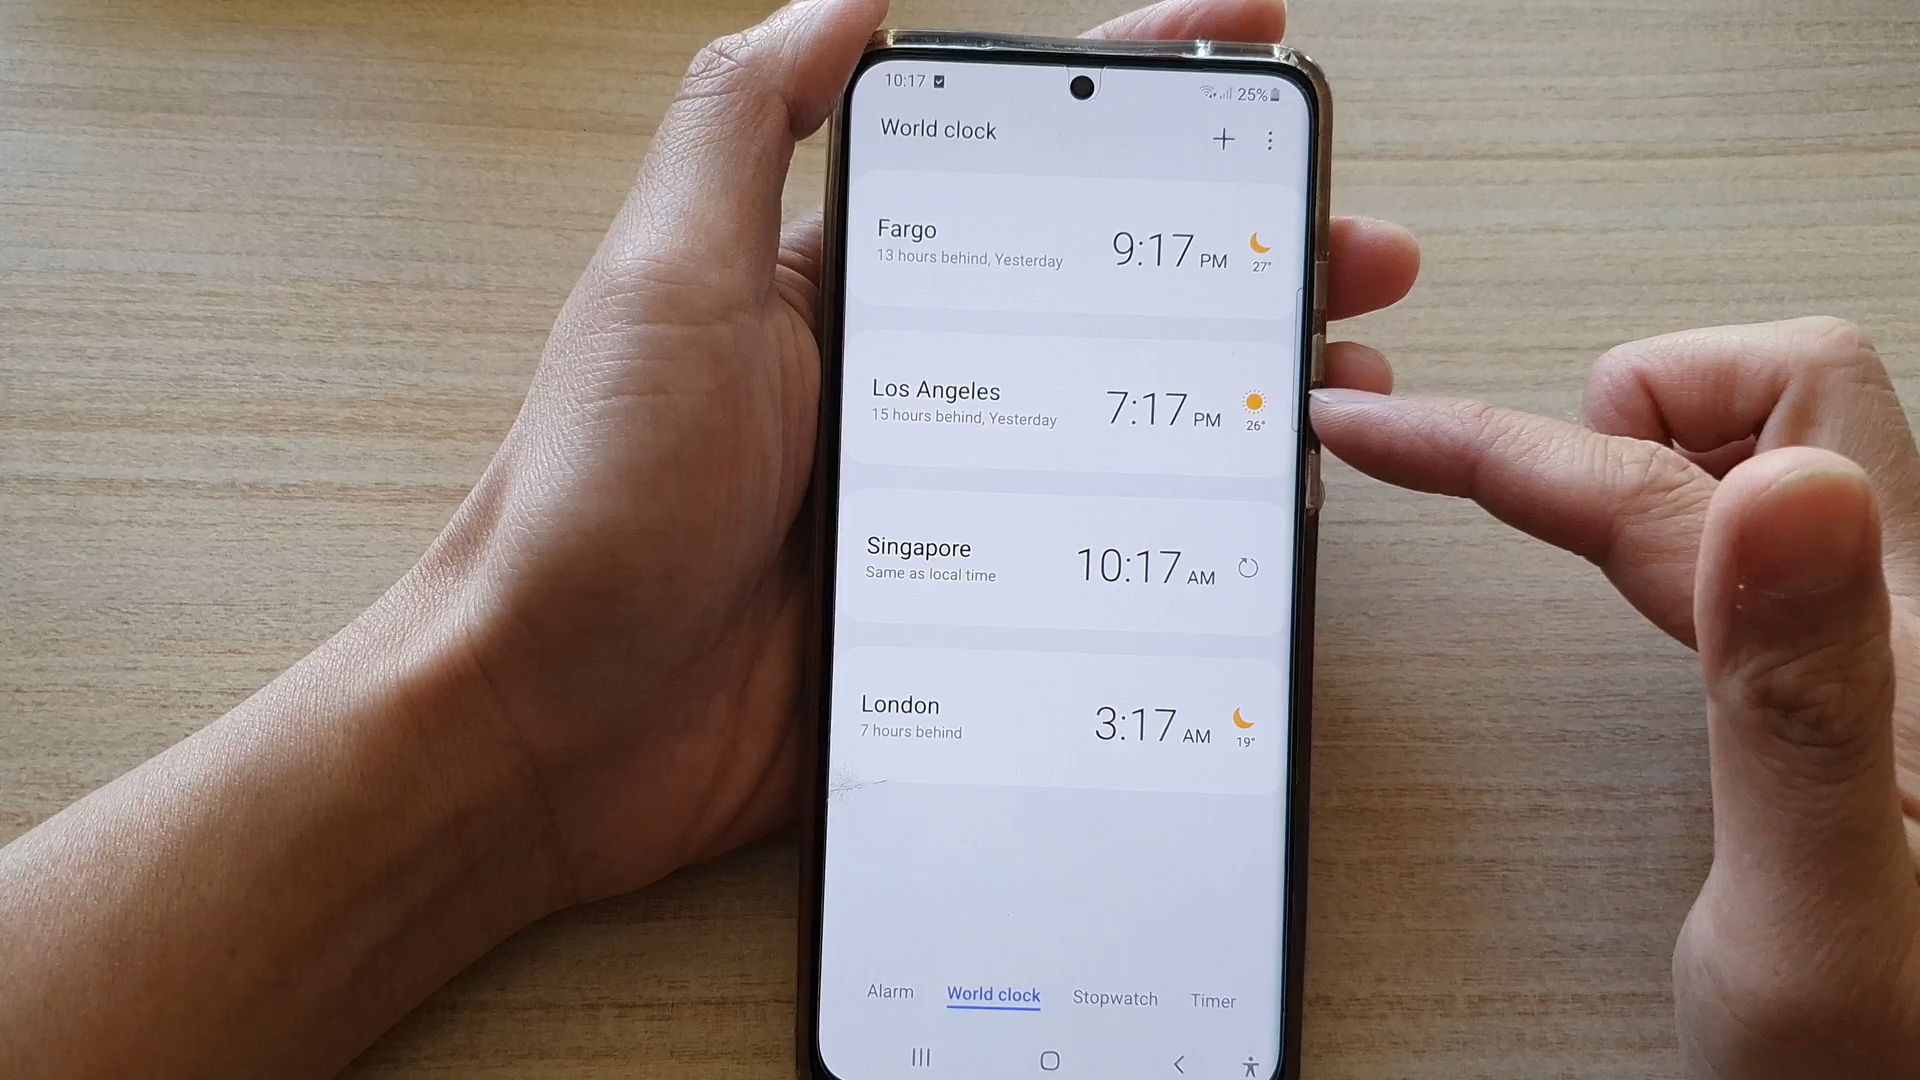 10:17
25%
World clock
Fargo
13 hours behind, Yesterday
9:17 PM
27°
Los Angeles
15 hours behind, Yesterday
7:17 PM
26°
Singapore
Same as local time
10:17 AM
London
7 hours behind
3:17 AM
19°
Alarm World clock Stopwatch Timer